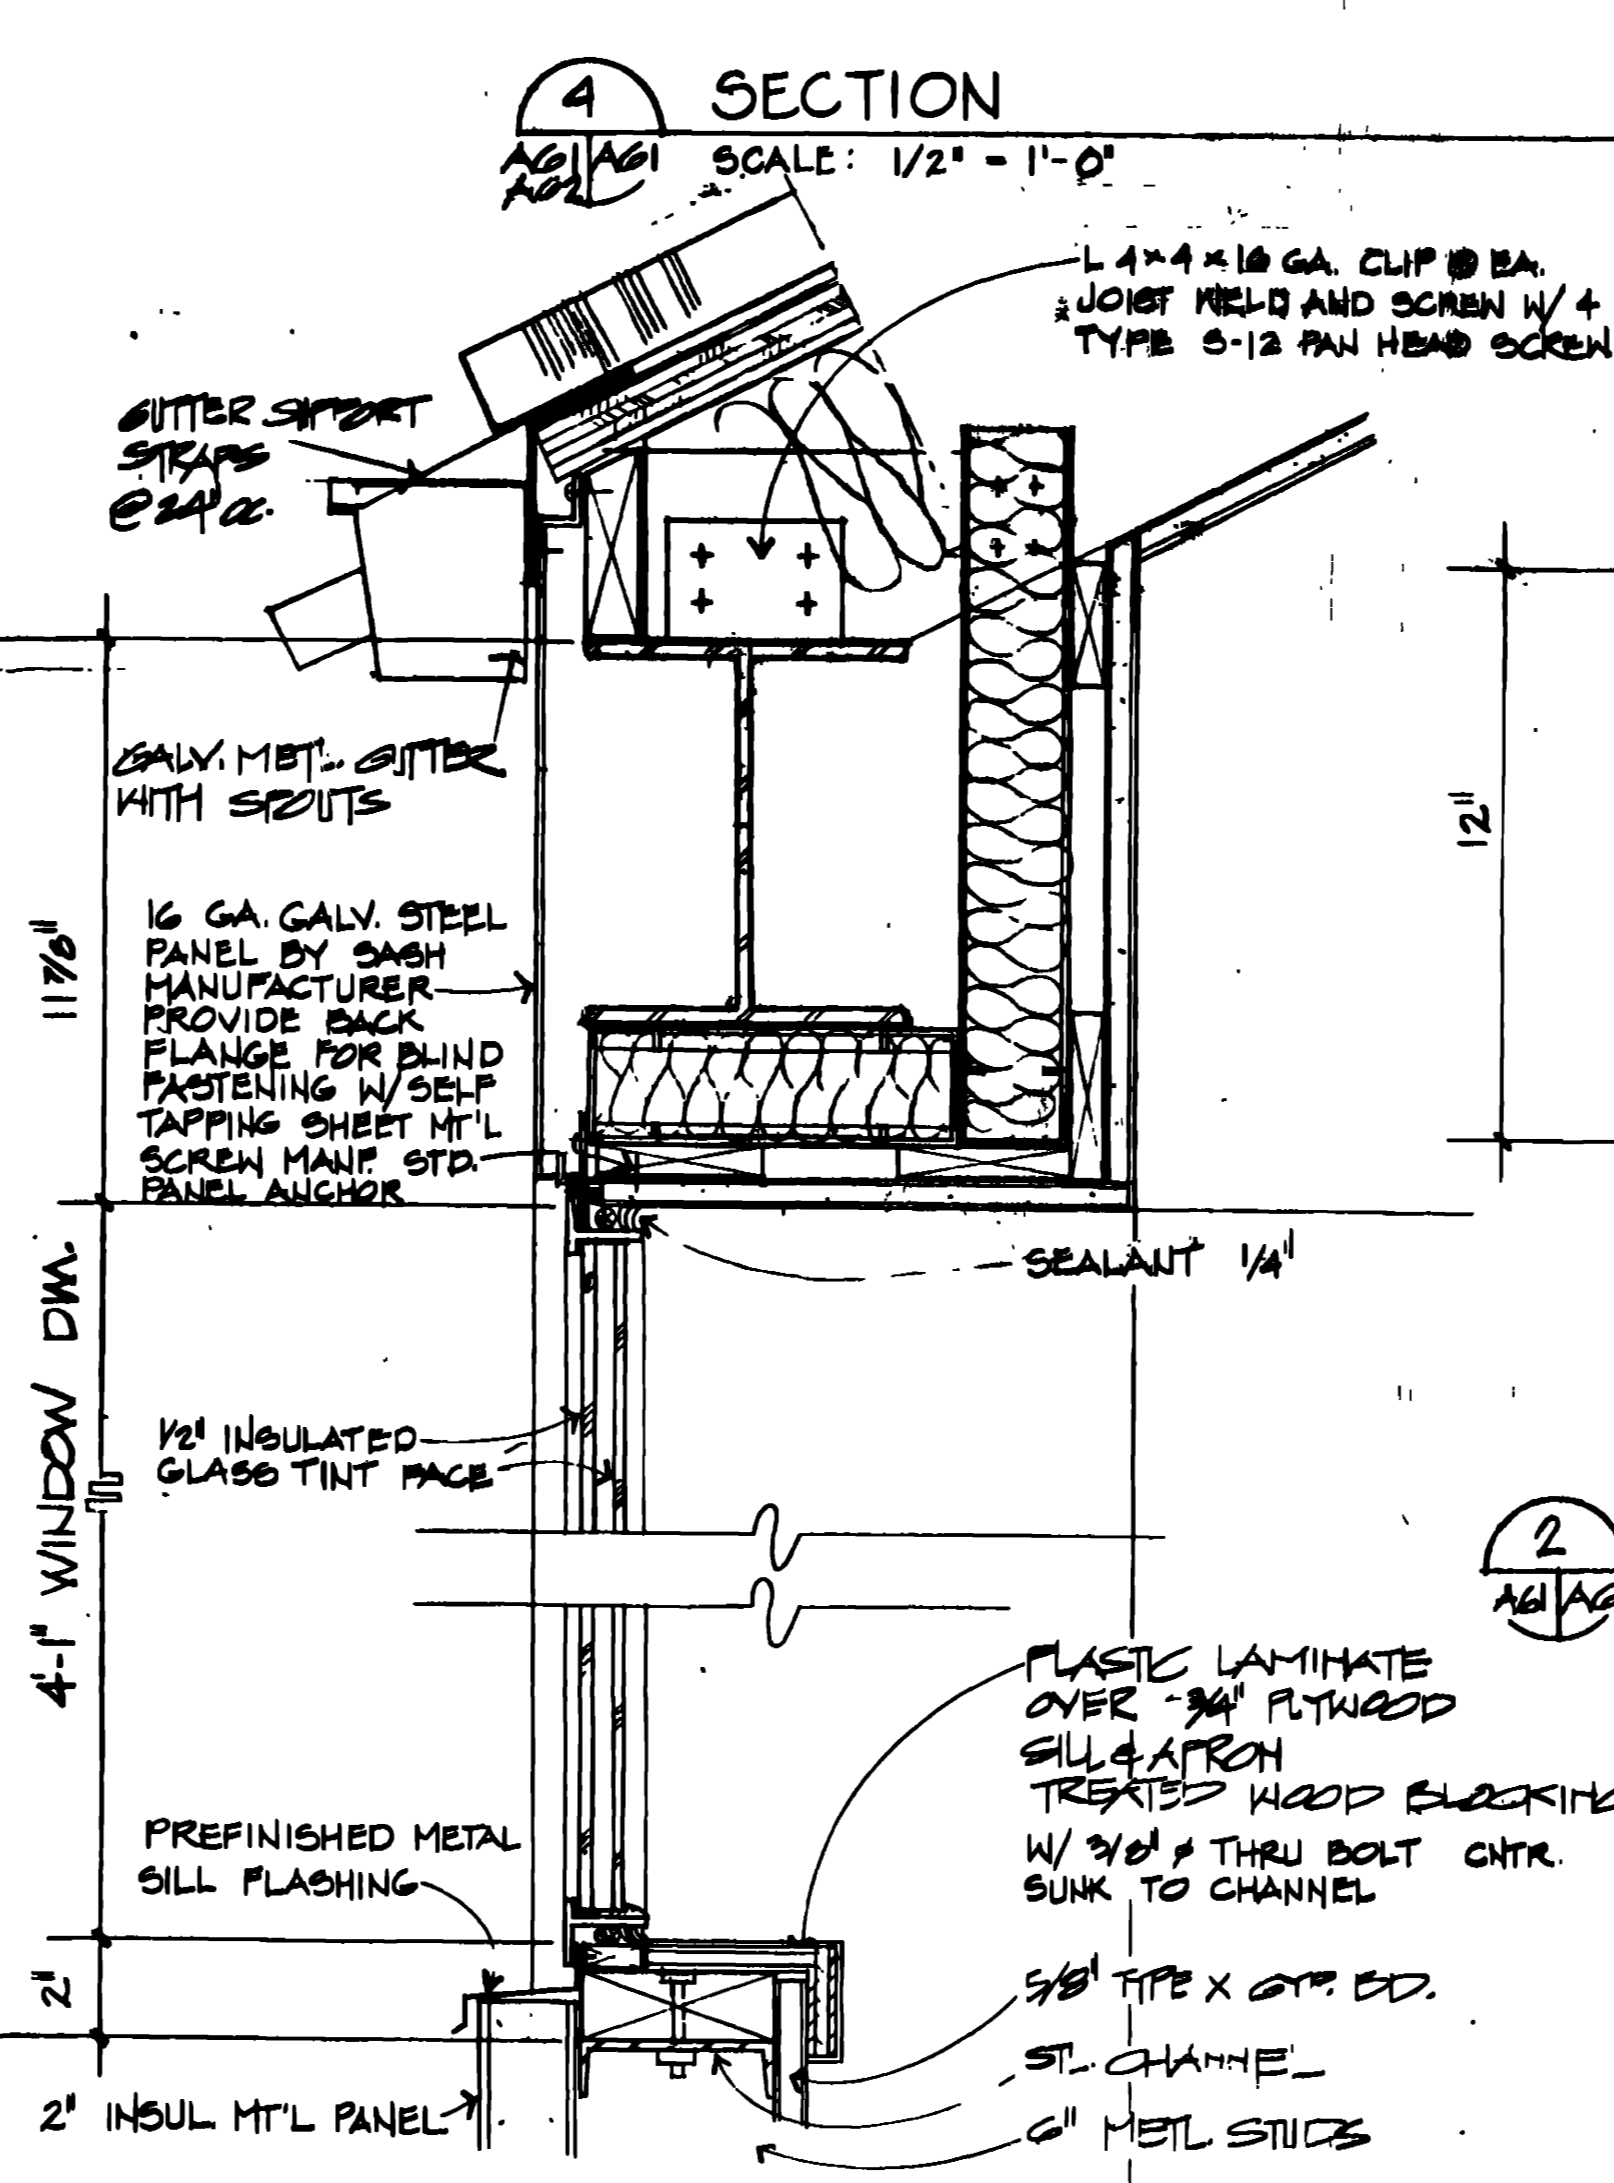 4
SECTION
A61 A61
A62
SCALE: 1/2" = 1'-0"
L 4x4x16 GA. CLIP @ EA.
JOIST WELD AND SCREW W/ 4
TYPE S-12 PAN HEAD SCREW
GUTTER SUPPORT
STRAPS
@ 24" OC.
GALV. MET'L. GUTTER
WITH SPOUTS
12"
11 7/8"
16 GA. GALV. STEEL
PANEL BY SASH
MANUFACTURER
PROVIDE BACK
FLANGE FOR BLIND
FASTENING W/SELF
TAPPING SHEET MT'L
SCREW MANF. STD.
PANEL ANCHOR
SEALANT 1/4"
4'-1" WINDOW DM.
1/2" INSULATED
GLASS TINT FACE
2
A61
PLASTIC LAMINATE
OVER 3/4" PLYWOOD
SILL & APRON
TREATED WOOD BLOCKING
W/ 3/8" ø THRU BOLT CNTR.
SUNK TO CHANNEL
PREFINISHED METAL
SILL FLASHING
2"
5/8" TYPE X GYP. BD.
ST. CHANNEL
2" INSUL. MT'L PANEL
6" METL. STUDS